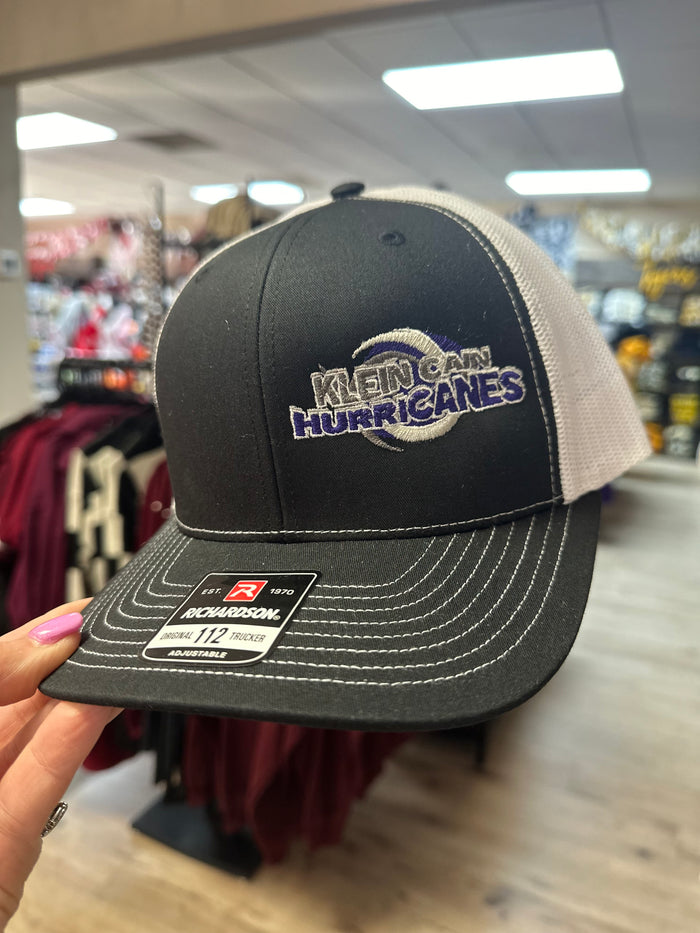 KLEIN CAIN
HURRICANES
EST. R 1970
RICHARDSON®
ORIGINAL 112 TRUCKER
ADJUSTABLE